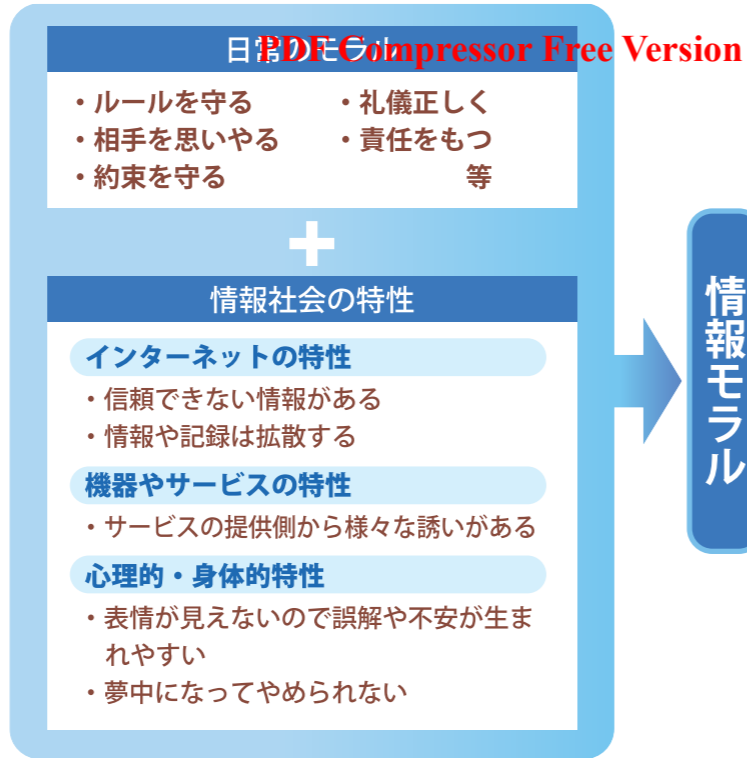 日常のモラル
PDF Compressor Free Version
・ルールを守る
・相手を思いやる
・約束を守る
・礼儀正しく
・責任をもつ
等
+
情報社会の特性
インターネットの特性
・信頼できない情報がある
・情報や記録は拡散する
機器やサービスの特性
・サービスの提供側から様々な誘いがある
心理的・身体的特性
・表情が見えないので誤解や不安が生ま
れやすい
・夢中になってやめられない
情報モラル